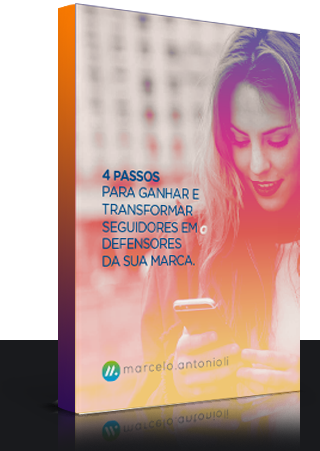 4 PASSOS
PARA GANHAR E
TRANSFORMAR
SEGUIDORES EM
DEFENSORES
DA SUA MARCA.
marcelo.antonioli